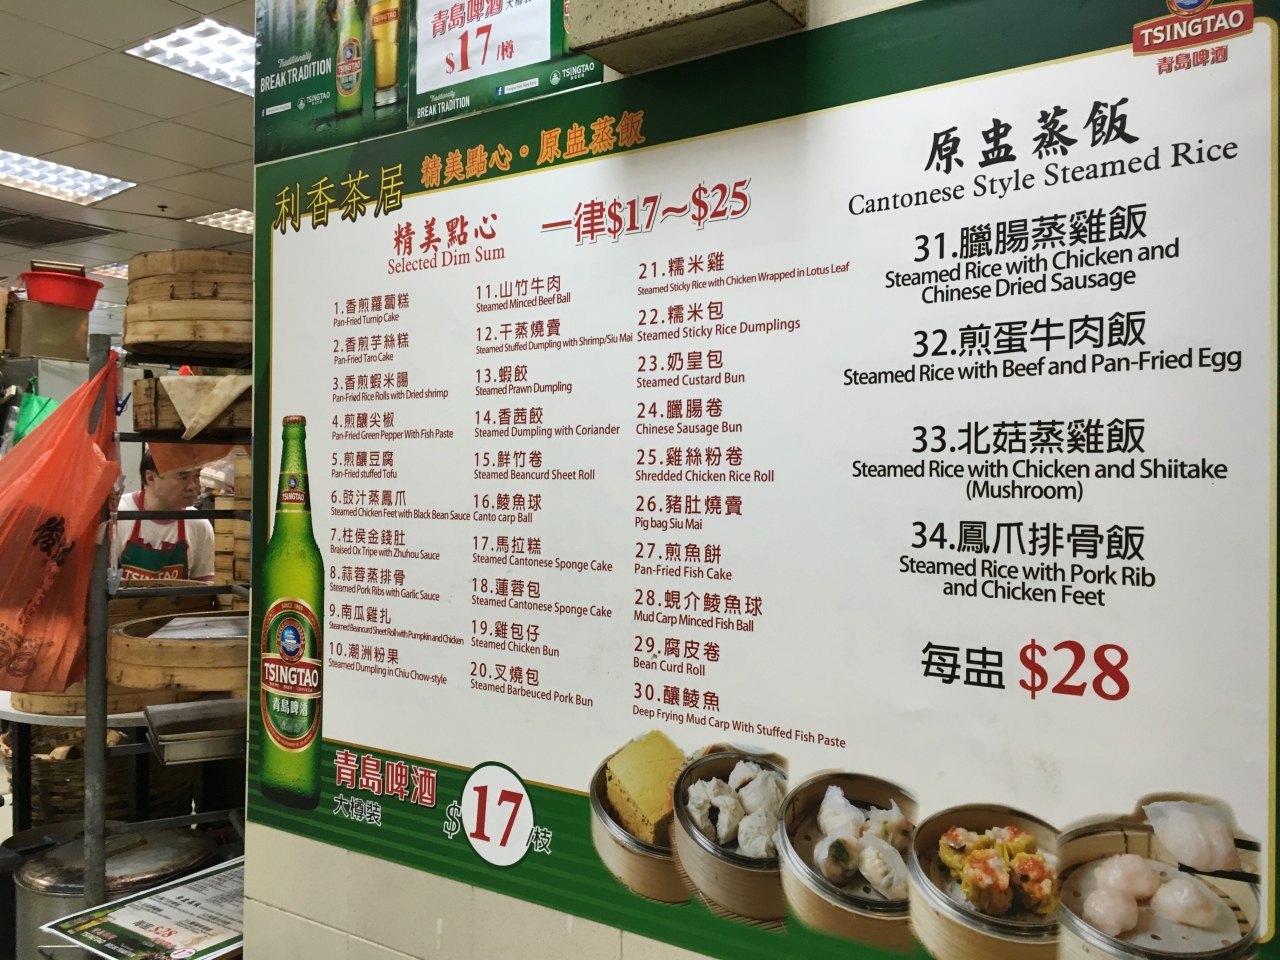 Traditionally
BREAK TRADITION
TSINGTAO
青島啤酒 大樽裝
$17/樽
TSINGTAO
Traditionally
BREAK TRADITION
TSINGTAO
青島啤酒
利香茶居 精美點心。原盅蒸飯
精美點心
Selected Dim Sum
一律$17～$25
1.香煎蘿蔔糕
Pan-Fried Turnip Cake
2.香煎芋絲糕
Pan-Fried Taro Cake
3.香煎蝦米腸
Pan-Fried Rice Rolls with Dried shrimp
4.煎釀尖椒
Pan-Fried Green Pepper With Fish Paste
5.煎釀豆腐
Pan-Fried stuffed Tofu
6.豉汁蒸鳳爪
Steamed Chicken Feet with Black Bean Sauce
7.柱侯金錢肚
Braised Ox Tripe with Zhuhou Sauce
8.蒜蓉蒸排骨
Steamed Pork Ribs with Garlic Sauce
9.南瓜雞扎
Steamed Beancurd Sheet Roll with Pumpkin and Chicken
10.潮洲粉果
Steamed Dumpling in Chiu Chow-style
11.山竹牛肉
Steamed Minced Beef Ball
12.干蒸燒賣
Steamed Stuffed Dumpling with Shrimp/Siu Mai
13.蝦餃
Steamed Prawn Dumpling
14.香茜餃
Steamed Dumpling with Coriander
15.鮮竹卷
Steamed Beancurd Sheet Roll
16.鯪魚球
Canto carp Ball
17.馬拉糕
Steamed Cantonese Sponge Cake
18.蓮蓉包
Steamed Cantonese Sponge Cake
19.雞包仔
Steamed Chicken Bun
20.叉燒包
Steamed Barbeuced Pork Bun
21.糯米雞
Steamed Sticky Rice with Chicken Wrapped in Lotus Leaf
22.糯米包
Steamed Sticky Rice Dumplings
23.奶皇包
Steamed Custard Bun
24.臘腸卷
Chinese Sausage Bun
25.雞絲粉卷
Shredded Chicken Rice Roll
26.豬肚燒賣
Pig bag Siu Mai
27.煎魚餅
Pan-Fried Fish Cake
28.蜆介鯪魚球
Mud Carp Minced Fish Ball
29.腐皮卷
Bean Curd Roll
30.釀鯪魚
Deep Frying Mud Carp With Stuffed Fish Paste
原盅蒸飯
Cantonese Style Steamed Rice
31.臘腸蒸雞飯
Steamed Rice with Chicken and
Chinese Dried Sausage
32.煎蛋牛肉飯
Steamed Rice with Beef and Pan-Fried Egg
33.北菇蒸雞飯
Steamed Rice with Chicken and Shiitake
(Mushroom)
34.鳳爪排骨飯
Steamed Rice with Pork Rib
and Chicken Feet
每盅 $28
TSINGTAO
TSINGTAO
青島啤酒
青島啤酒
大樽裝
$17/枝
TSINGTAO
$28